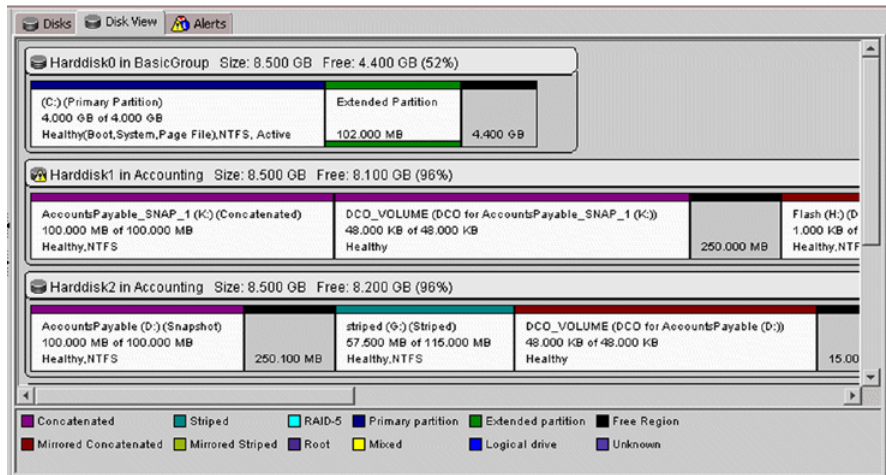 Disks Disk View Alerts
Harddisk0 in BasicGroup Size: 8.500 GB Free: 4.400 GB (52%)
(C:) (Primary Partition) Extended Partition
4.000 GB of 4.000 GB
Healthy(Boot,System,Page File),NTFS, Active 102.000 MB 4.400 GB
Harddisk1 in Accounting Size: 8.500 GB Free: 8.100 GB (96%)
AccountsPayable_SNAP_1 (K:) (Concatenated) DCO_VOLUME (DCO for AccountsPayable_SNAP_1 (K:)) Flash (H:) (D
100.000 MB of 100.000 MB 48.000 KB of 48.000 KB 1.000 KB of
Healthy,NTFS Healthy 250.000 MB Healthy,NTF
Harddisk2 in Accounting Size: 8.500 GB Free: 8.200 GB (96%)
AccountsPayable (D:) (Snapshot) striped (G:) (Striped) DCO_VOLUME (DCO for AccountsPayable (D:))
100.000 MB of 100.000 MB 57.500 MB of 115.000 MB 48.000 KB of 48.000 KB
Healthy,NTFS 250.100 MB Healthy,NTFS Healthy 15.00
Concatenated Striped RAID-5 Primary partition Extended partition Free Region
Mirrored Concatenated Mirrored Striped Root Mixed Logical drive Unknown